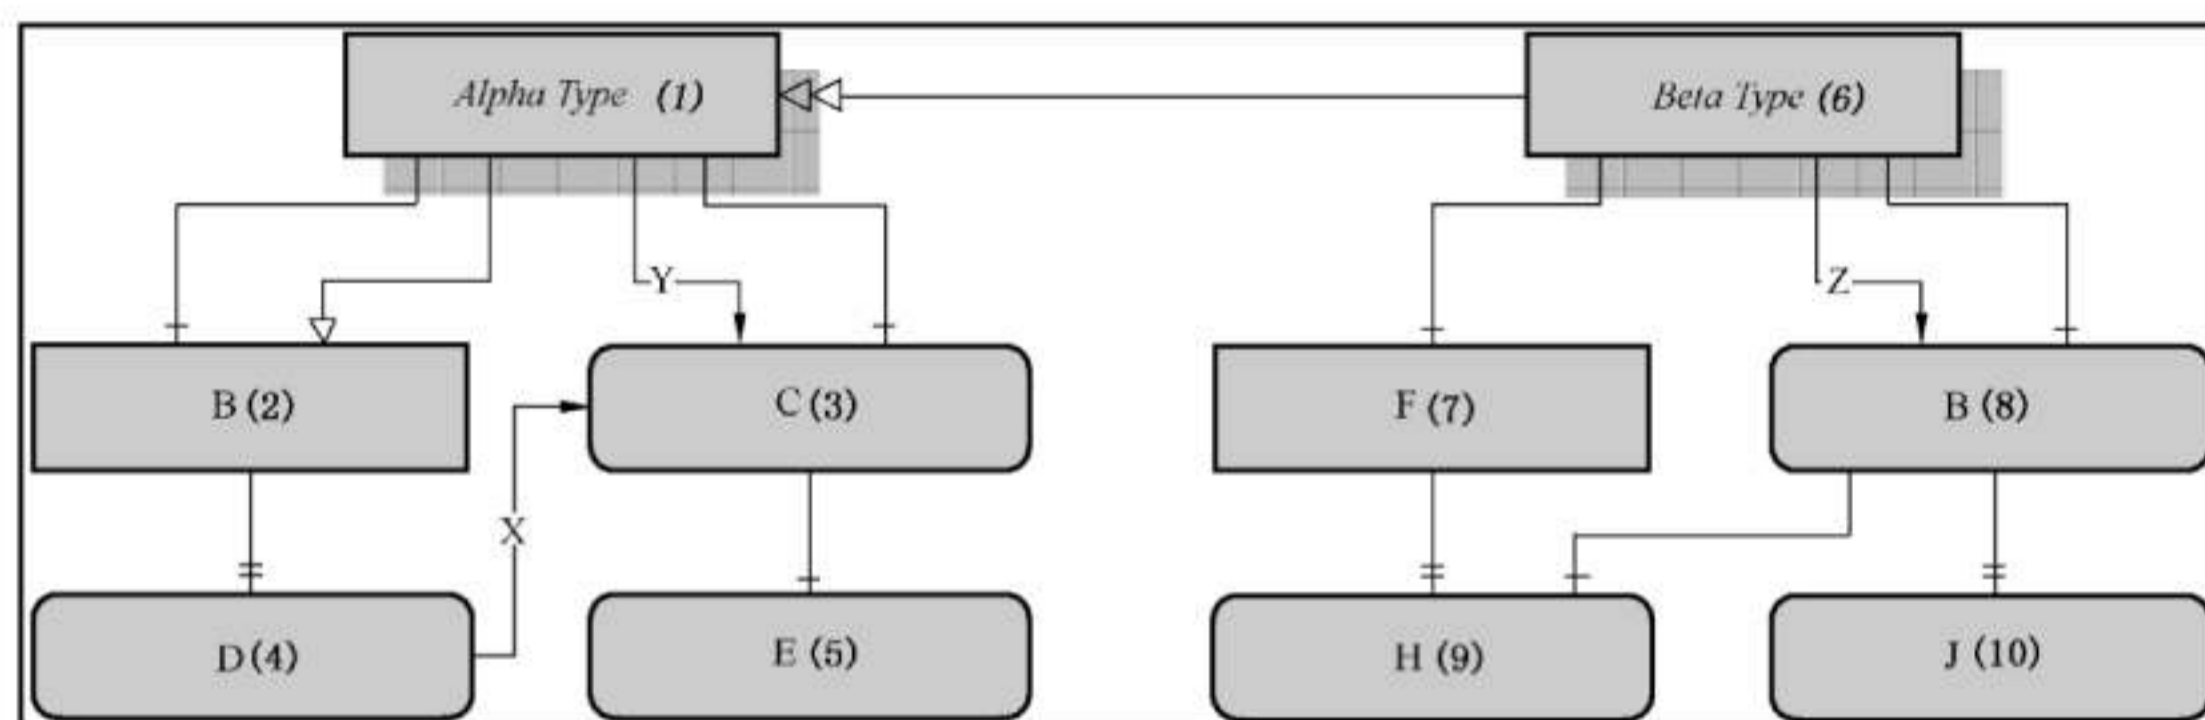 Alpha Type (1)
Beta Type (6)
Y
Z
B (2)
C (3)
F (7)
B (8)
X
D (4)
E (5)
H (9)
J (10)